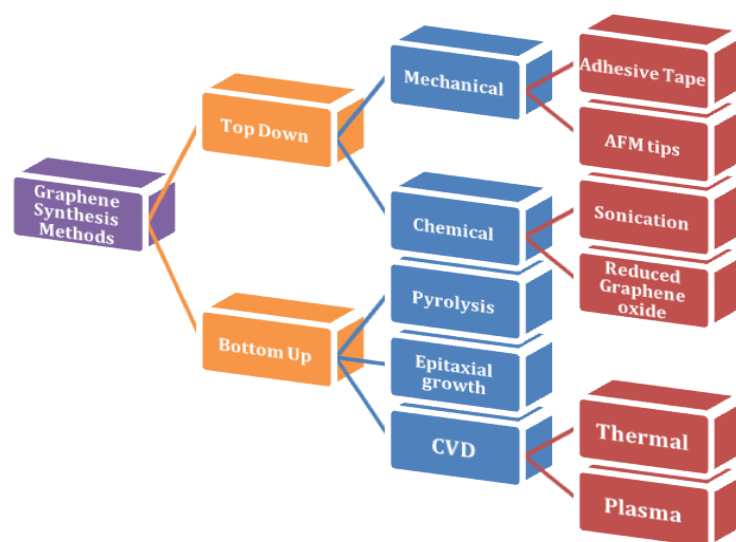 Graphene
Synthesis
Methods
Top Down
Bottom Up
Mechanical
Chemical
Pyrolysis
Epitaxial
growth
CVD
Adhesive Tape
AFM tips
Sonication
Reduced
Graphene
oxide
Thermal
Plasma